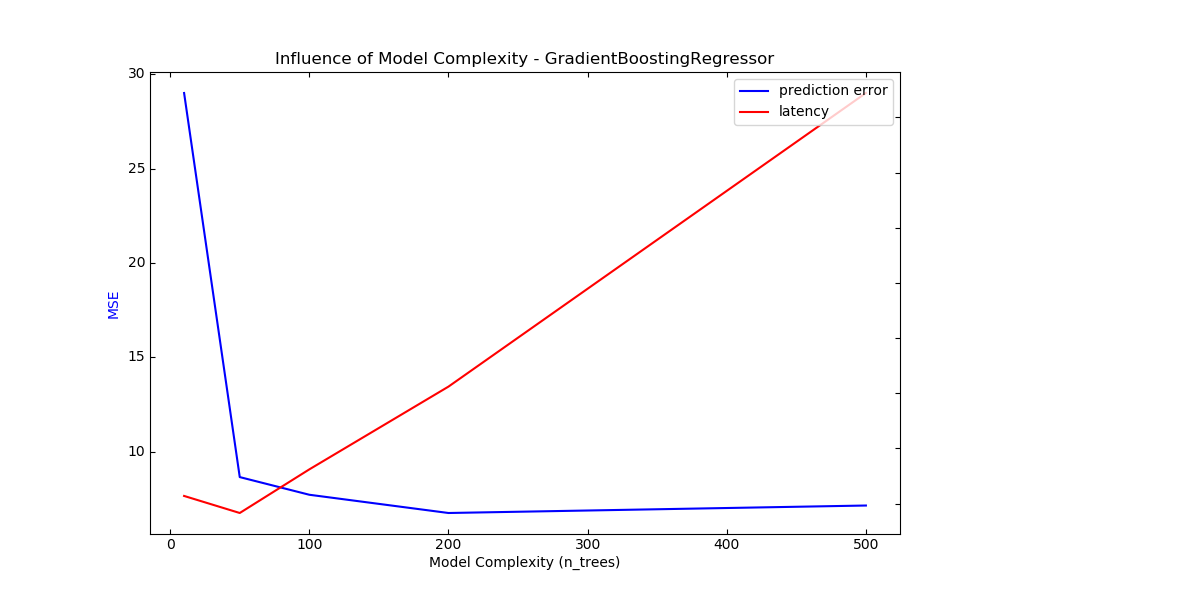 Influence of Model Complexity - GradientBoostingRegressor
prediction error
latency
30
25
20
15
10
MSE
0 100 200 300 400 500
Model Complexity (n_trees)